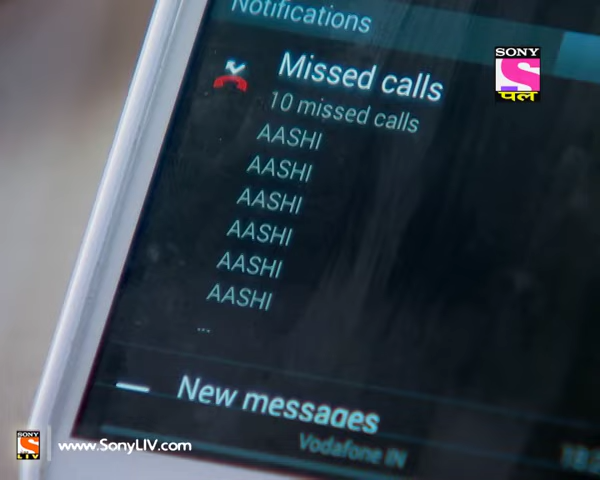 Notifications
SONY
S
पल
Missed calls
10 missed calls
AASHI
AASHI
AASHI
AASHI
AASHI
AASHI
...
New messages
Vodafone IN
S
LIV
www.SonyLIV.com